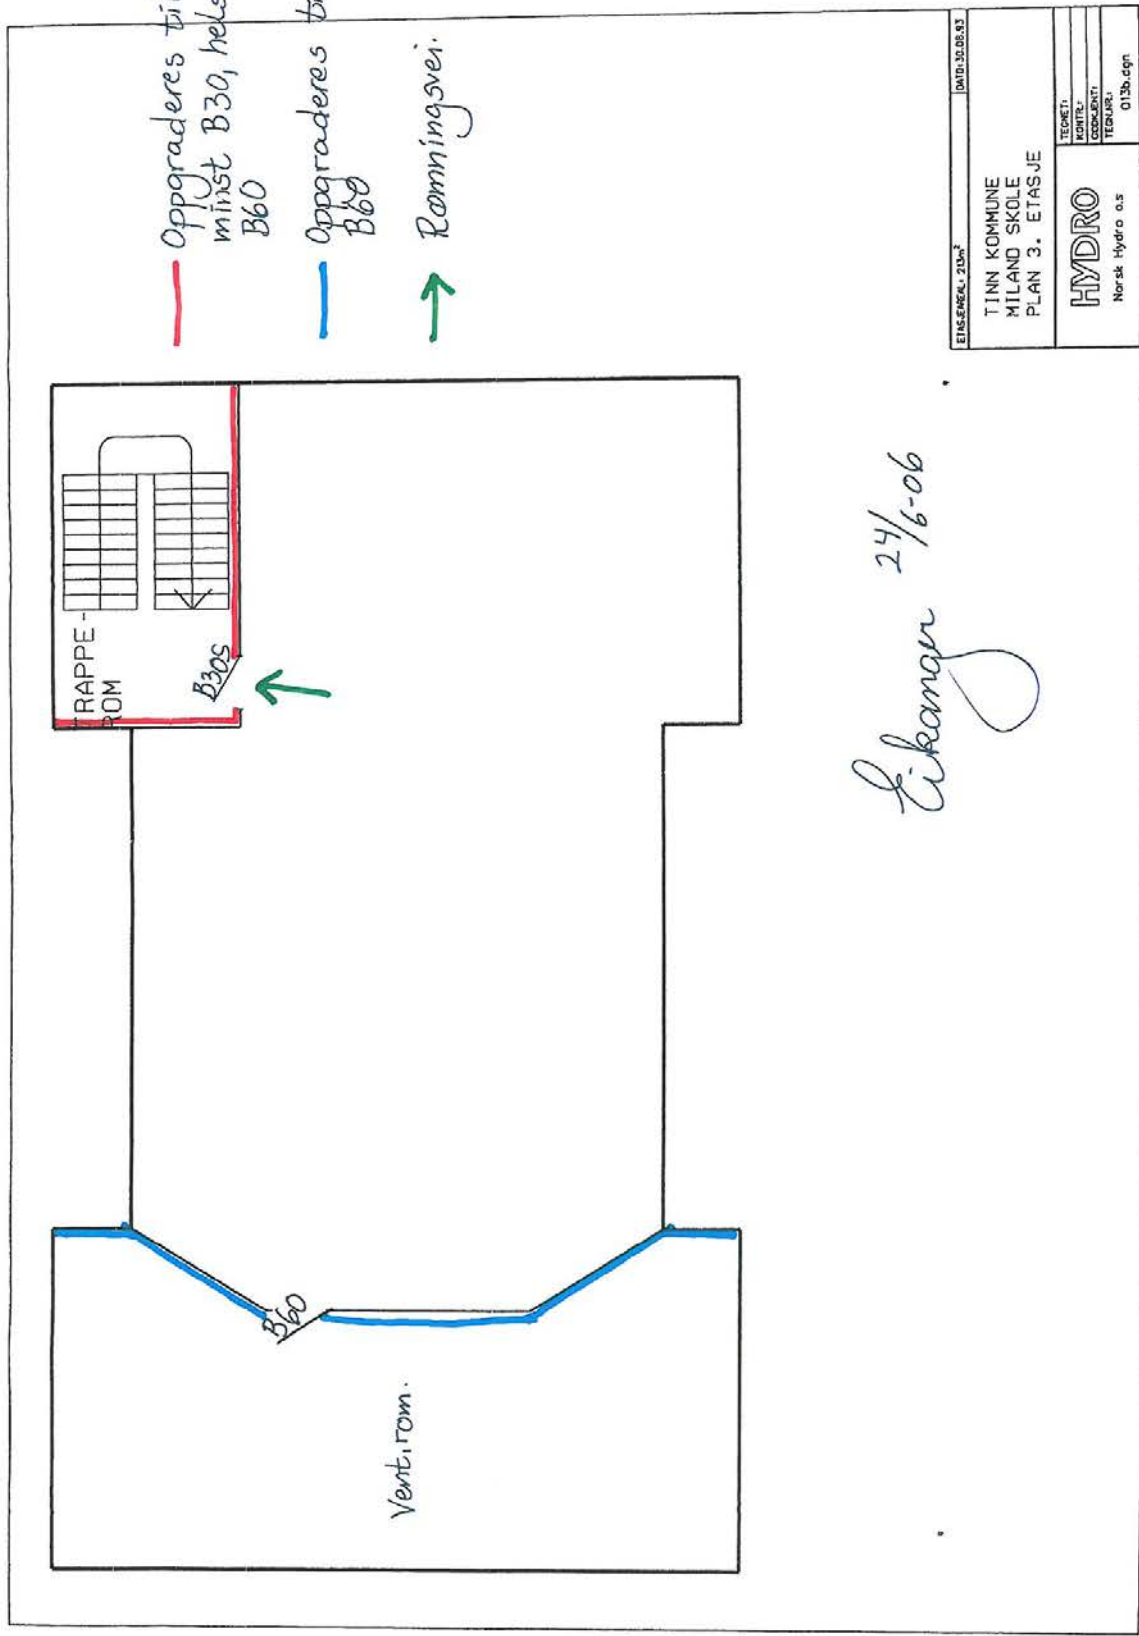 Oppgraderes til
minst B30, hels
B60
Oppgraderes t
B60
Rømningsvei.
TRAPPE-
ROM
B30S
B60
Vent.rom.
Eikanger 24/6-06
ETASJEAREAL: 213m² DATO:30.08.93
TINN KOMMUNE
MILAND SKOLE
PLAN 3. ETASJE
HYDRO
Norsk Hydro a.s
TEGNET:
KONTR.:
GODKJENT:
TEGN.NR.:
013b.dgn